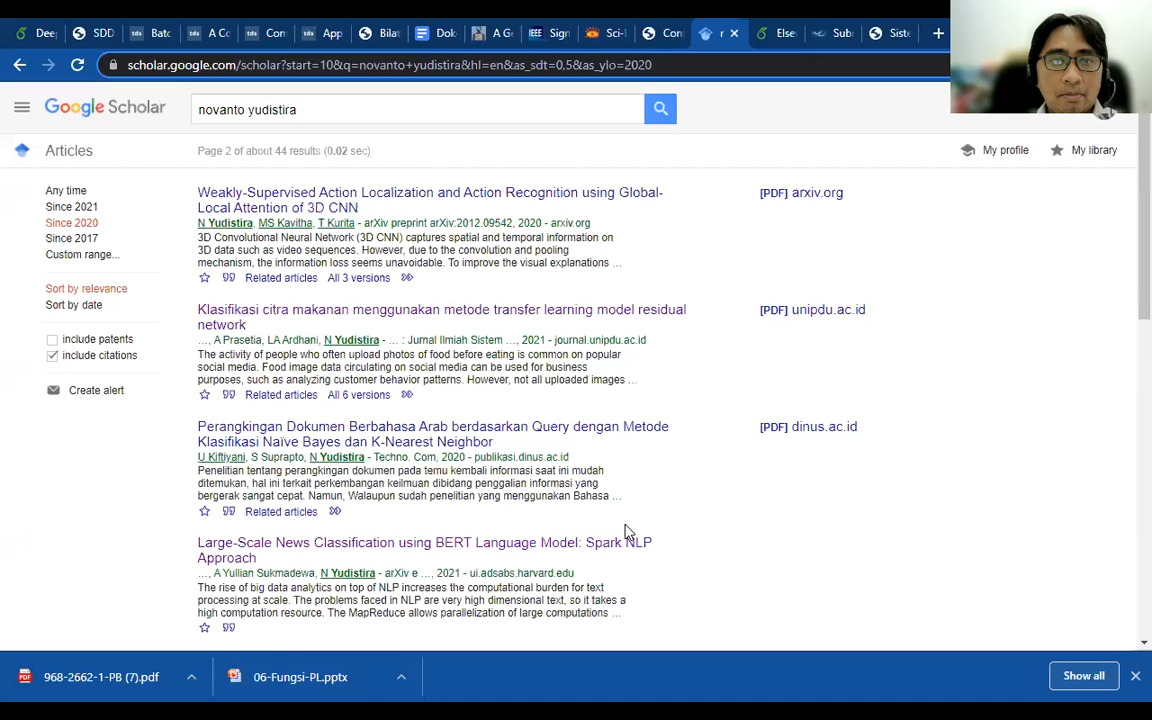 Deep
SDD
Batc
A Co
Con
App
Bilat
Dok
A Ge
Sign
Sci-
Con
r
Else
Sub
Siste
scholar.google.com/scholar?start=10&q=novanto+yudistira&hl=en&as_sdt=0,5&as_ylo=2020
Google Scholar
novanto yudistira
Articles
Page 2 of about 44 results (0.02 sec)
My profile
My library
Any time
Since 2021
Since 2020
Since 2017
Custom range...
Sort by relevance
Sort by date
include patents
include citations
Create alert
Weakly-Supervised Action Localization and Action Recognition using Global-
Local Attention of 3D CNN
N Yudistira, MS Kavitha, T Kurita - arXiv preprint arXiv:2012.09542, 2020 - arxiv.org
3D Convolutional Neural Network (3D CNN) captures spatial and temporal information on
3D data such as video sequences. However, due to the convolution and pooling
mechanism, the information loss seems unavoidable. To improve the visual explanations ...
Related articles All 3 versions
[PDF] arxiv.org
Klasifikasi citra makanan menggunakan metode transfer learning model residual
network
..., A Prasetia, LA Ardhani, N Yudistira - ... : Jurnal Ilmiah Sistem ..., 2021 - journal.unipdu.ac.id
The activity of people who often upload photos of food before eating is common on popular
social media. Food image data circulating on social media can be used for business
purposes, such as analyzing customer behavior patterns. However, not all uploaded images ...
Related articles All 6 versions
[PDF] unipdu.ac.id
Perangkingan Dokumen Berbahasa Arab berdasarkan Query dengan Metode
Klasifikasi Naïve Bayes dan K-Nearest Neighbor
U Kiftiyani, S Suprapto, N Yudistira - Techno. Com, 2020 - publikasi.dinus.ac.id
Penelitian tentang perangkingan dokumen pada temu kembali informasi saat ini mudah
ditemukan, hal ini terkait perkembangan keilmuan dibidang penggalian informasi yang
bergerak sangat cepat. Namun, Walaupun sudah penelitian yang menggunakan Bahasa ...
Related articles
[PDF] dinus.ac.id
Large-Scale News Classification using BERT Language Model: Spark NLP
Approach
..., A Yullian Sukmadewa, N Yudistira - arXiv e ..., 2021 - ui.adsabs.harvard.edu
The rise of big data analytics on top of NLP increases the computational burden for text
processing at scale. The problems faced in NLP are very high dimensional text, so it takes a
high computation resource. The MapReduce allows parallelization of large computations ...
968-2662-1-PB (7).pdf
06-Fungsi-PL.pptx
Show all